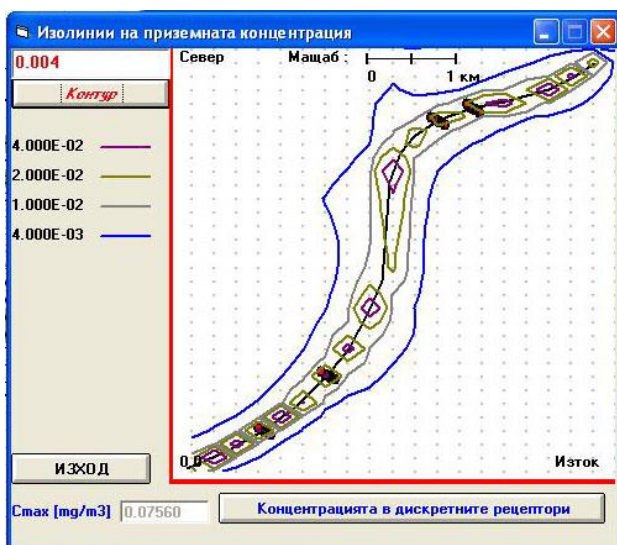 Изолинии на приземната концентрация
0.004
Контур
4.000E-02
2.000E-02
1.000E-02
4.000E-03
Север Мащаб :
0 1 км
0,0 Изток
ИЗХОД
Cmax [mg/m3] 0.07560
Концентрацията в дискретните рецептори